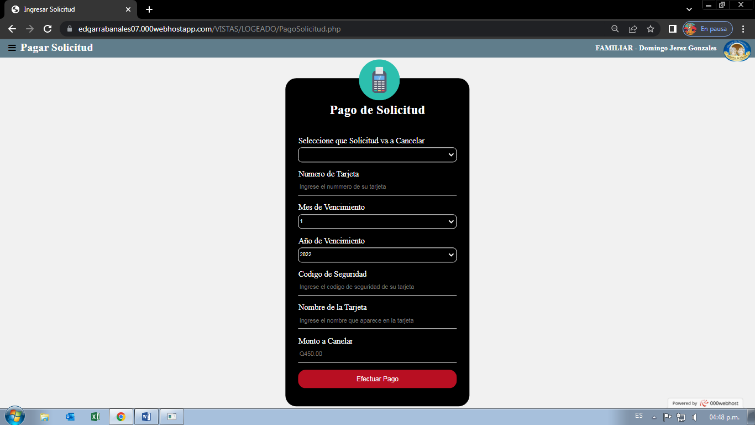 Ingresar Solicitud
edgarrabanales07.000webhostapp.com/VISTAS/LOGEADO/PagoSolicitud.php
En pausa
Pagar Solicitud
FAMILIAR - Domingo Jerez Gonzales
Pago de Solicitud
Seleccione que Solicitud va a Cancelar
Numero de Tarjeta
Ingrese el nummero de su tarjeta
Mes de Vencimiento
1
Año de Vencimiento
2022
Codigo de Seguridad
Ingrese el codigo de seguridad de su tarjeta
Nombre de la Tarjeta
Ingrese el nombre que aparece en la tarjeta
Monto a Canelar
Q450.00
Efectuar Pago
Powered by 000webhost
ES
04:48 p.m.